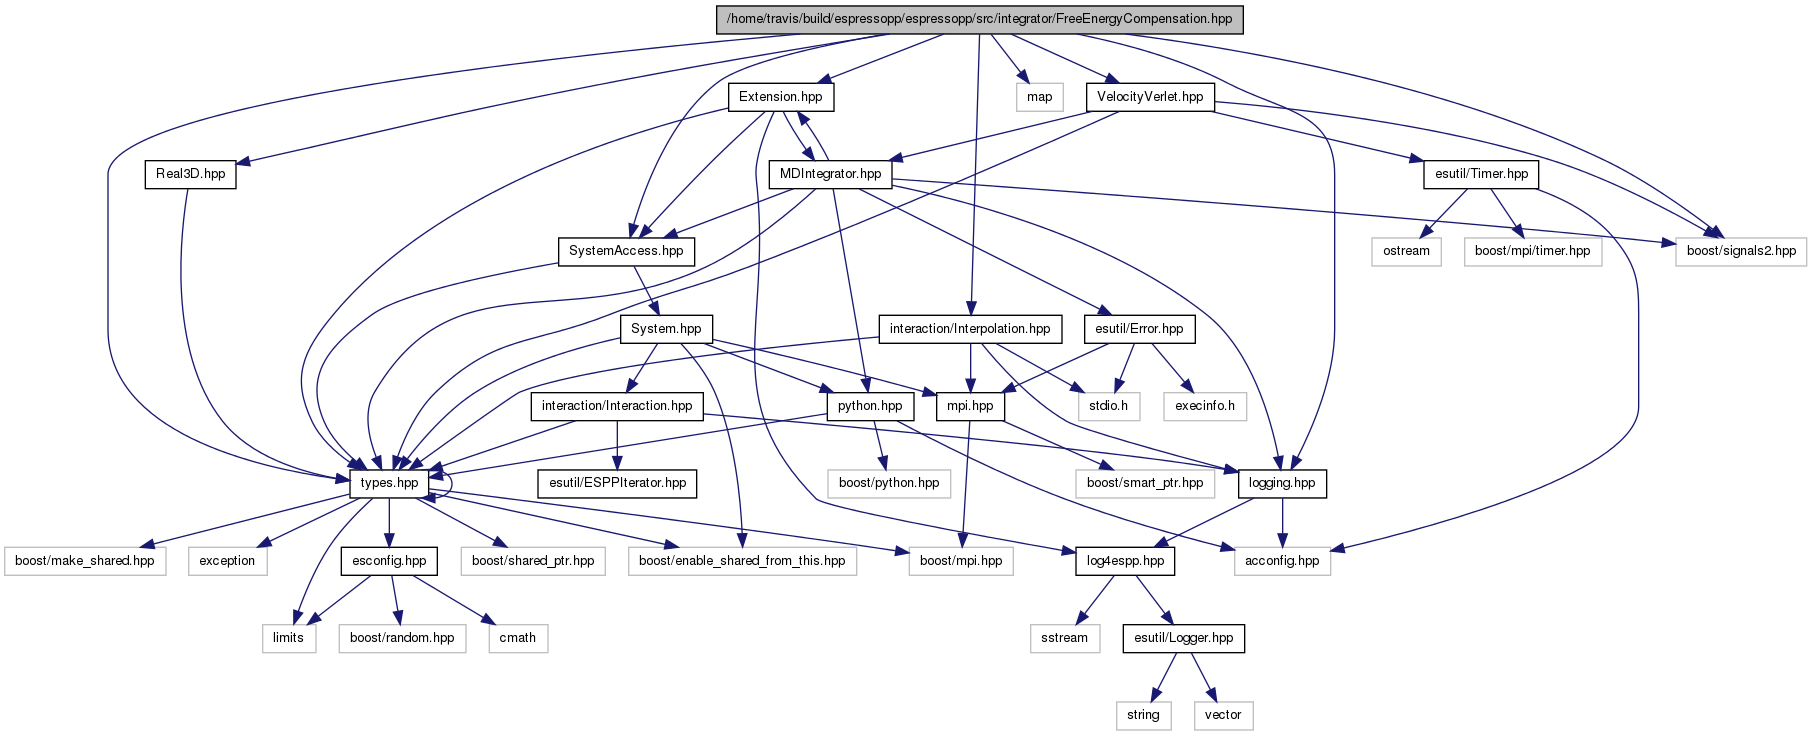 /home/travis/build/espressopp/espressopp/src/integrator/FreeEnergyCompensation.hpp
Extension.hpp
map
VelocityVerlet.hpp
Real3D.hpp
MDIntegrator.hpp
esutil/Timer.hpp
SystemAccess.hpp
ostream
boost/mpi/timer.hpp
boost/signals2.hpp
System.hpp
interaction/Interpolation.hpp
esutil/Error.hpp
interaction/Interaction.hpp
python.hpp
mpi.hpp
stdio.h
execinfo.h
types.hpp
esutil/ESPPIterator.hpp
boost/python.hpp
boost/smart_ptr.hpp
logging.hpp
boost/make_shared.hpp
exception
esconfig.hpp
boost/shared_ptr.hpp
boost/enable_shared_from_this.hpp
boost/mpi.hpp
log4espp.hpp
acconfig.hpp
limits
boost/random.hpp
cmath
sstream
esutil/Logger.hpp
string
vector